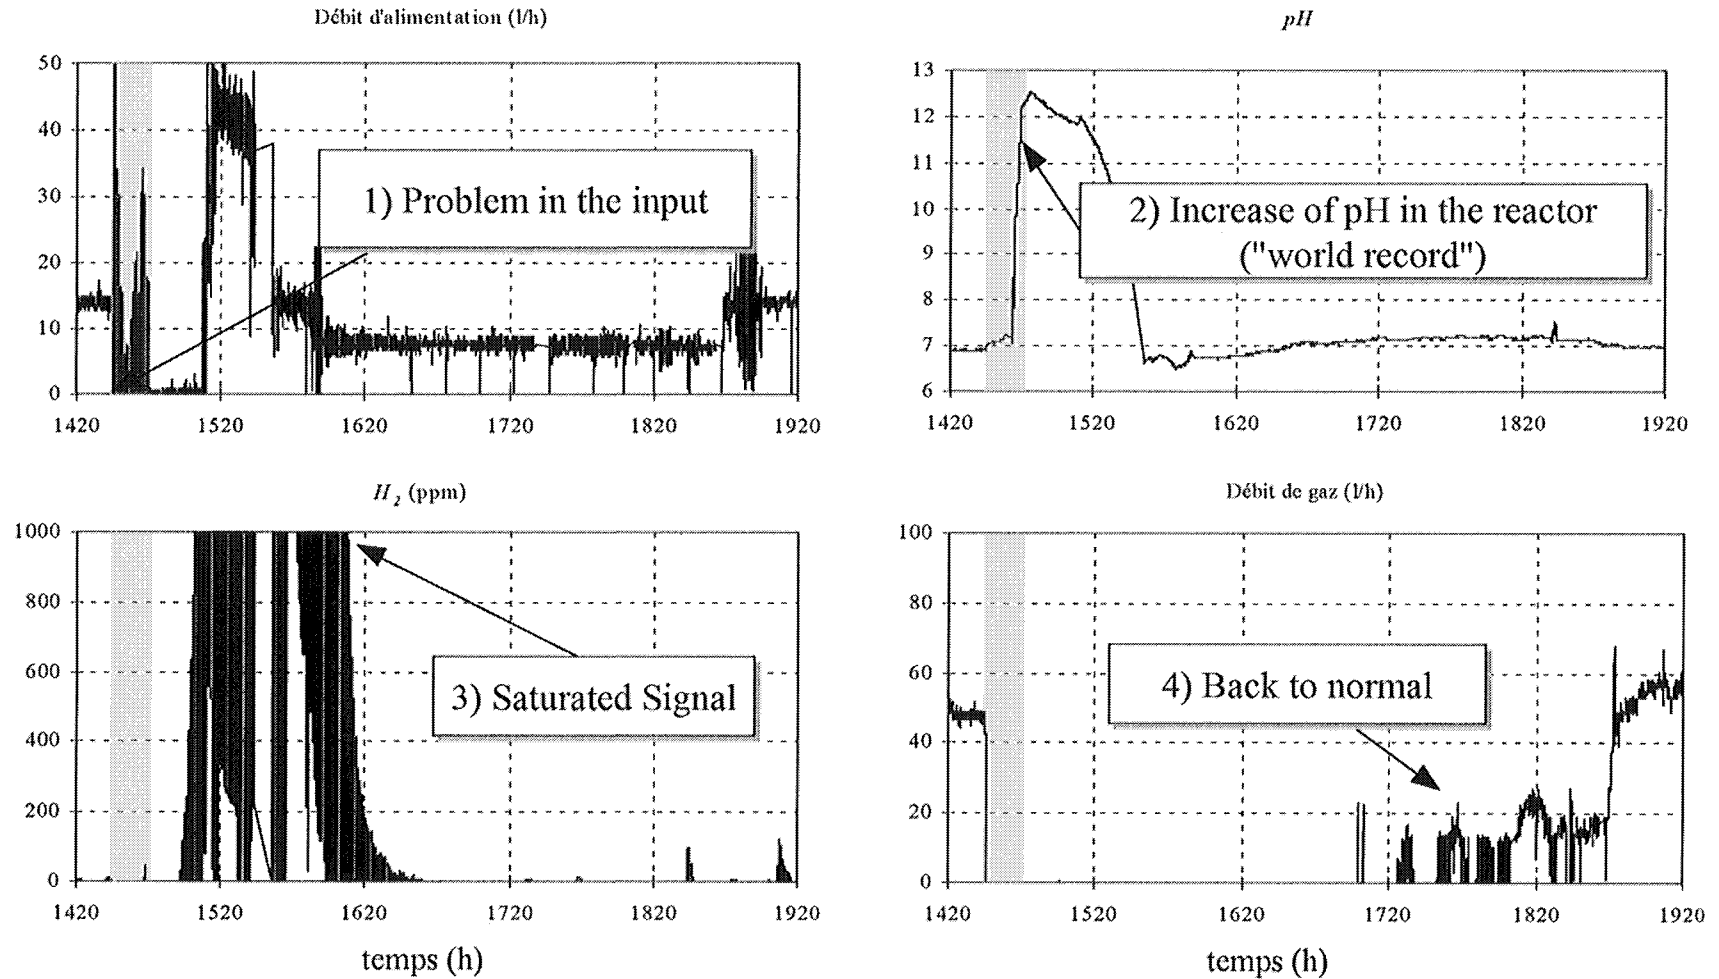 Débit d'alimentation (l/h)
50
40
30
20
10
0
1420 1520 1620 1720 1820 1920
1) Problem in the input
pH
13
12
11
10
9
8
7
6
1420 1520 1620 1720 1820 1920
2) Increase of pH in the reactor
("world record")
H2 (ppm)
1000
800
600
400
200
0
1420 1520 1620 1720 1820 1920
temps (h)
3) Saturated Signal
Débit de gaz (l/h)
100
80
60
40
20
0
1420 1520 1620 1720 1820 1920
temps (h)
4) Back to normal